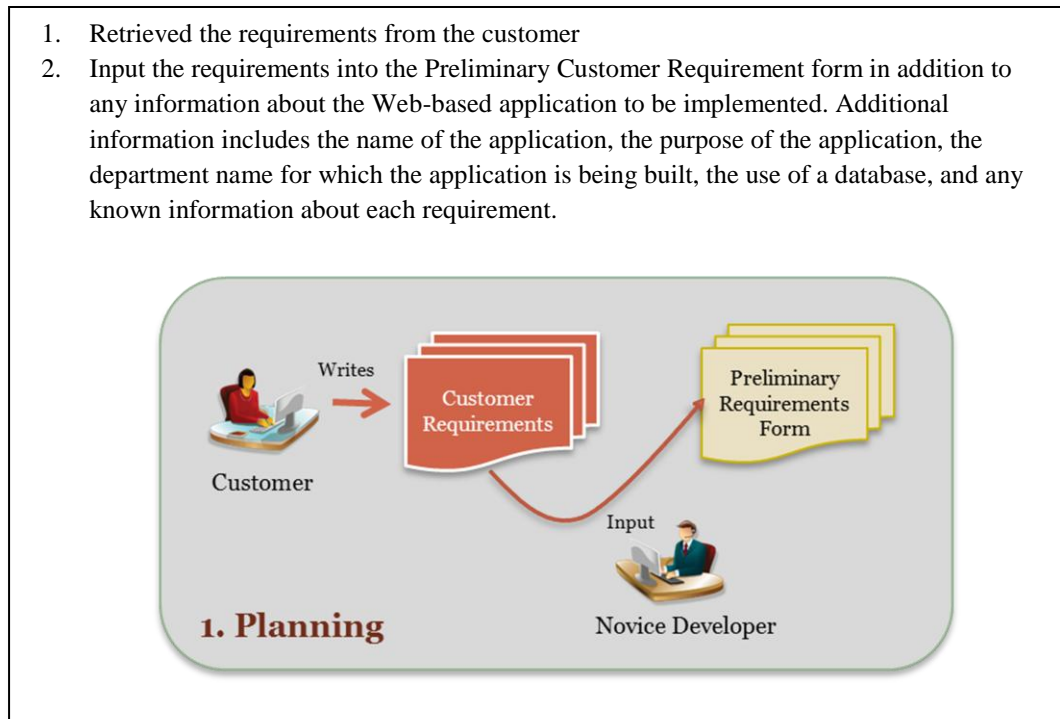 1. Retrieved the requirements from the customer
2. Input the requirements into the Preliminary Customer Requirement form in addition to
any information about the Web-based application to be implemented. Additional
information includes the name of the application, the purpose of the application, the
department name for which the application is being built, the use of a database, and any
known information about each requirement.
Writes
Customer
Requirements
Preliminary
Requirements
Form
Customer
Input
1. Planning
Novice Developer